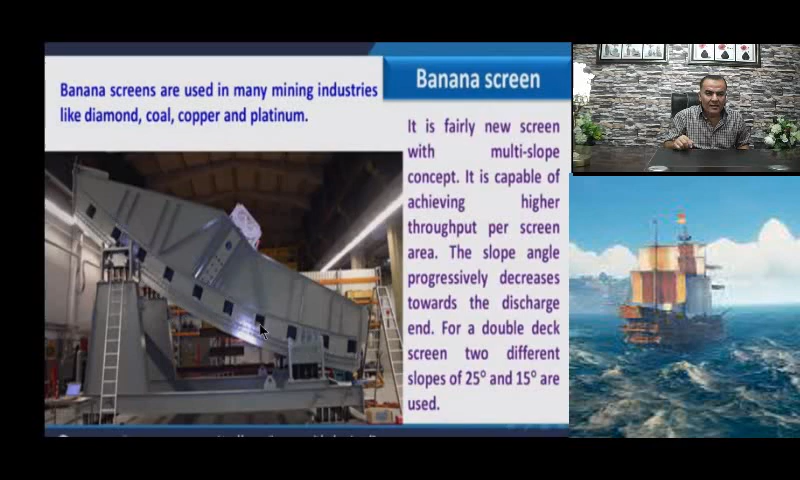 Banana screens are used in many mining industries
like diamond, coal, copper and platinum.
Banana screen
It is fairly new screen
with multi-slope
concept. It is capable of
achieving higher
throughput per screen
area. The slope angle
progressively decreases
towards the discharge
end. For a double deck
screen two different
slopes of 25° and 15° are
used.